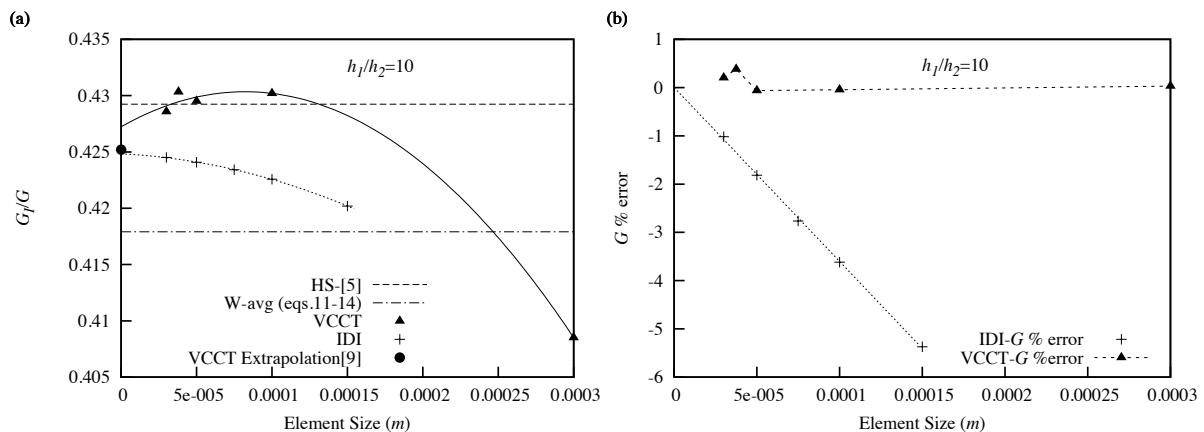 (a)
0.435
0.43
0.425
0.42
0.415
0.41
0.405
G_I/G
h_1/h_2=10
HS-[5]
W-avg (eqs.11-14)
VCCT
IDI
VCCT Extrapolation[9]
0 5e-005 0.0001 0.00015 0.0002 0.00025 0.0003
Element Size (m)
(b)
1
0
-1
-2
-3
-4
-5
-6
G % error
h_1/h_2=10
IDI-G % error
VCCT-G %error
0 5e-005 0.0001 0.00015 0.0002 0.00025 0.0003
Element Size (m)